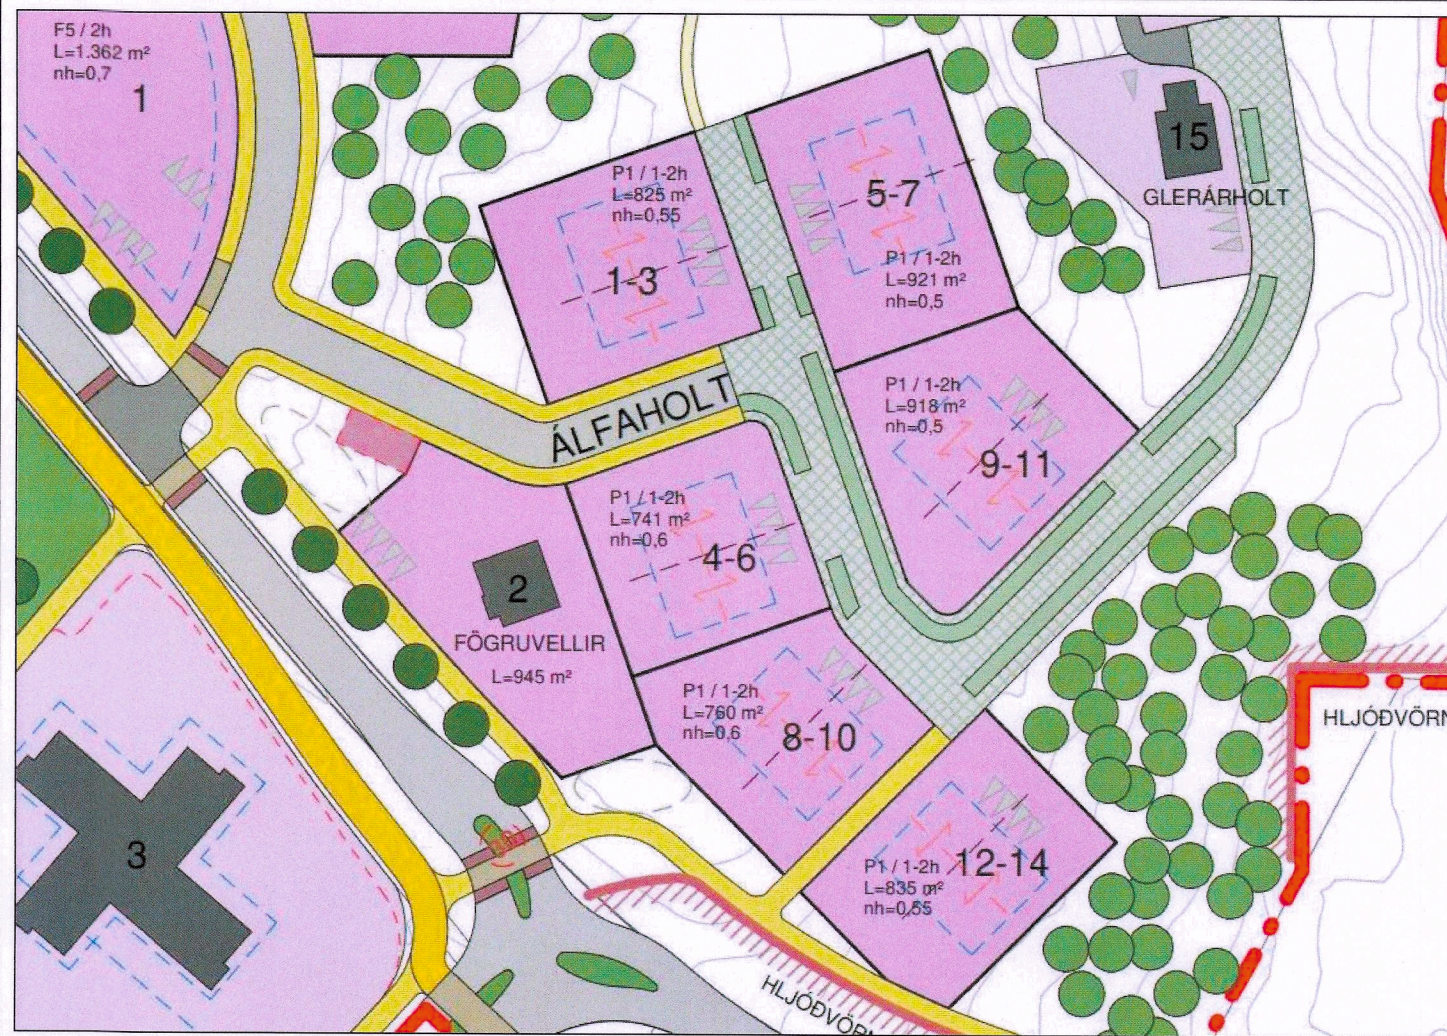 F5 / 2h
L=1.362 m²
nh=0,7
1
15
GLERÁRHOLT
P1 / 1-2h
L=825 m²
nh=0,55
1-3
5-7
P1 / 1-2h
L=921 m²
nh=0,5
P1 / 1-2h
L=918 m²
nh=0,5
9-11
ÁLFAHOLT
P1 / 1-2h
L=741 m²
nh=0,6
4-6
2
FÖGRUVELLIR
L=945 m²
P1 / 1-2h
L=760 m²
nh=0,6
8-10
HLJÓÐVÖRN
3
12-14
P1 / 1-2h
L=835 m²
nh=0,55
HLJÓÐVÖRN